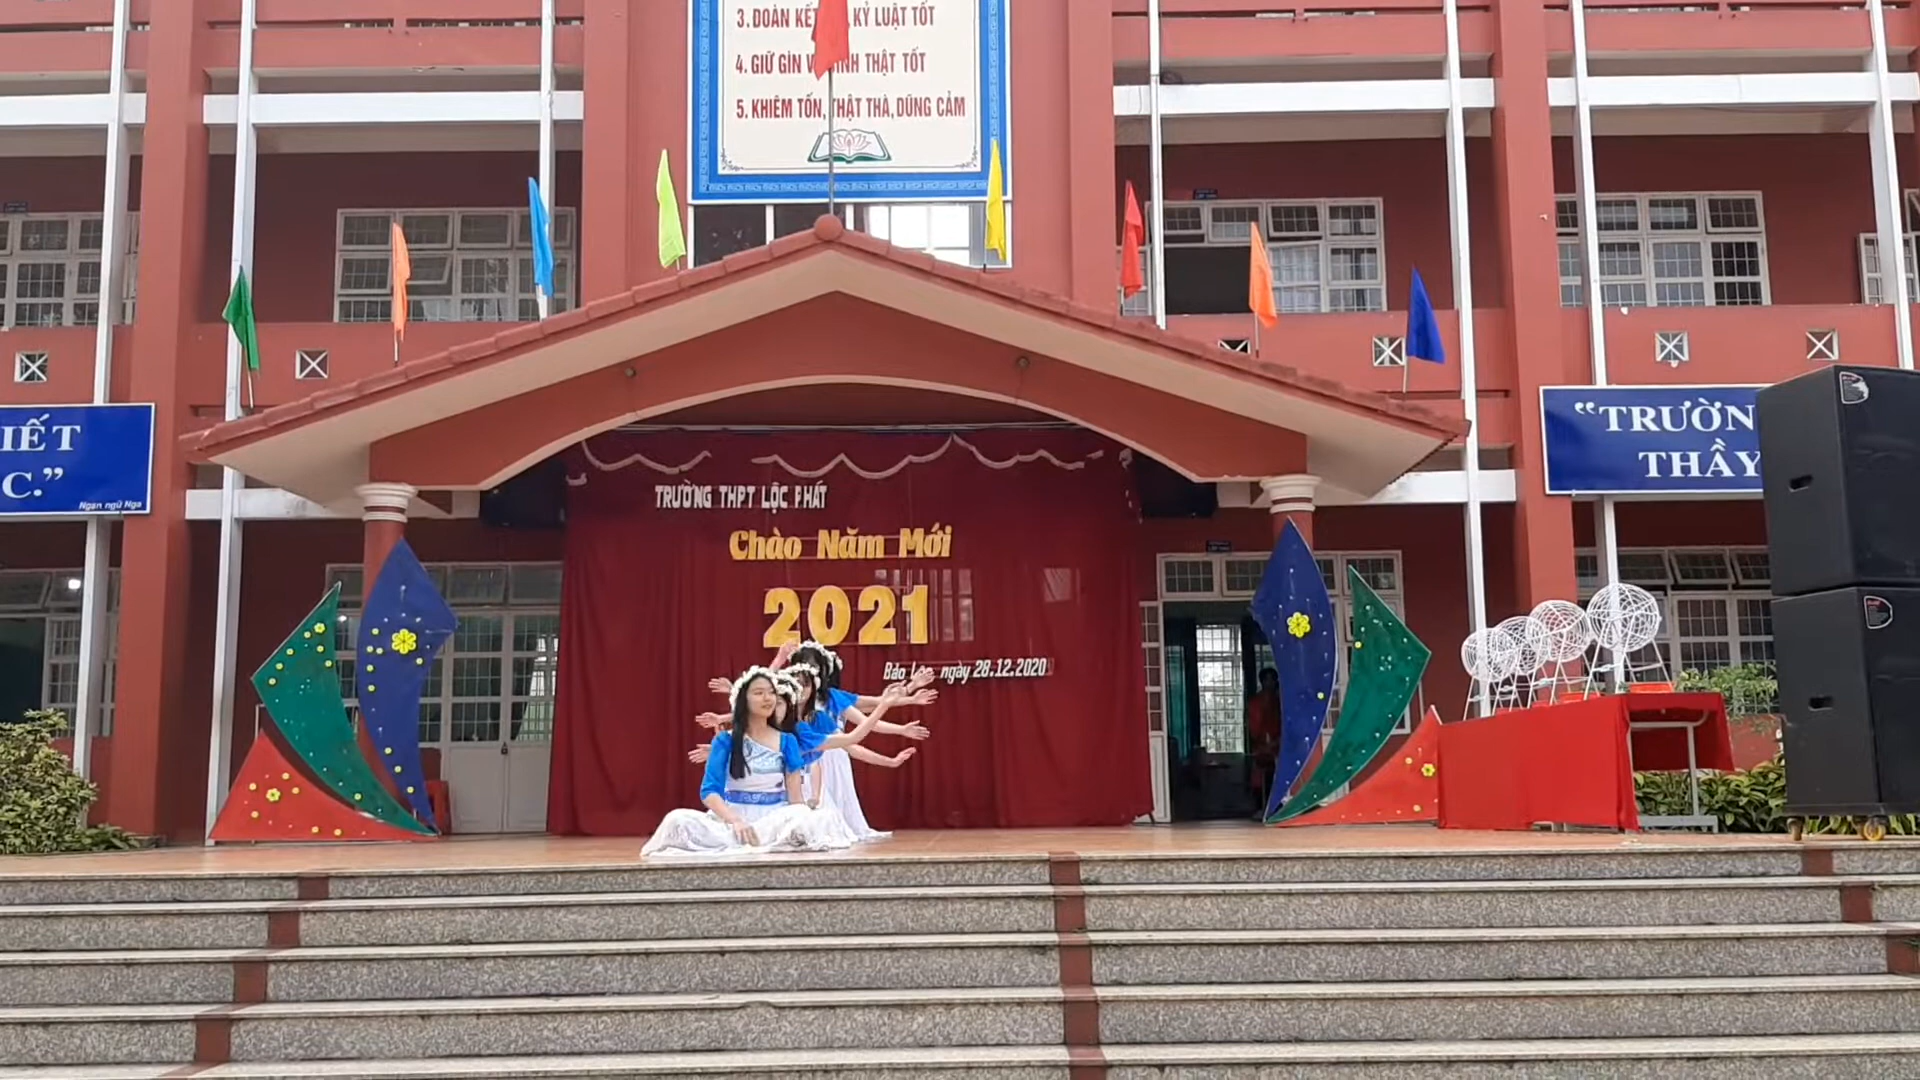 3. ĐOÀN KẾT KỶ LUẬT TỐT
4. GIỮ GÌN VỆ SINH THẬT TỐT
5. KHIÊM TỐN, THẬT THÀ, DŨNG CẢM
IẾT
C.”
Ngạn ngữ Nga
“TRƯỜN
THẦY
TRƯỜNG THPT LỘC PHÁT
Chào Năm Mới
2021
Bảo Lộc, ngày 28.12.2020